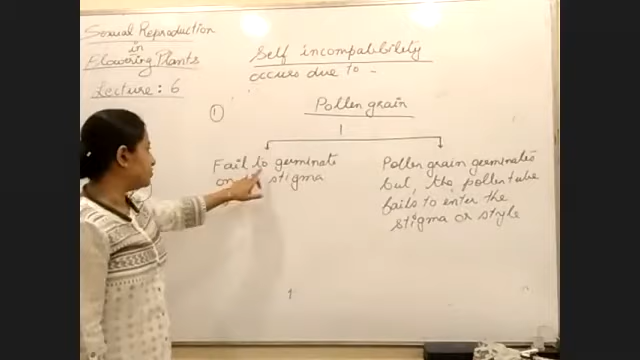 Sexual Reproduction
in
Flowering Plants
Lecture : 6
Self incompatibility
occurs due to -
①
Pollen grain
Fail to germinate
on stigma
Pollen grain germinates
but, the pollen tube
fails to enter the
stigma or style